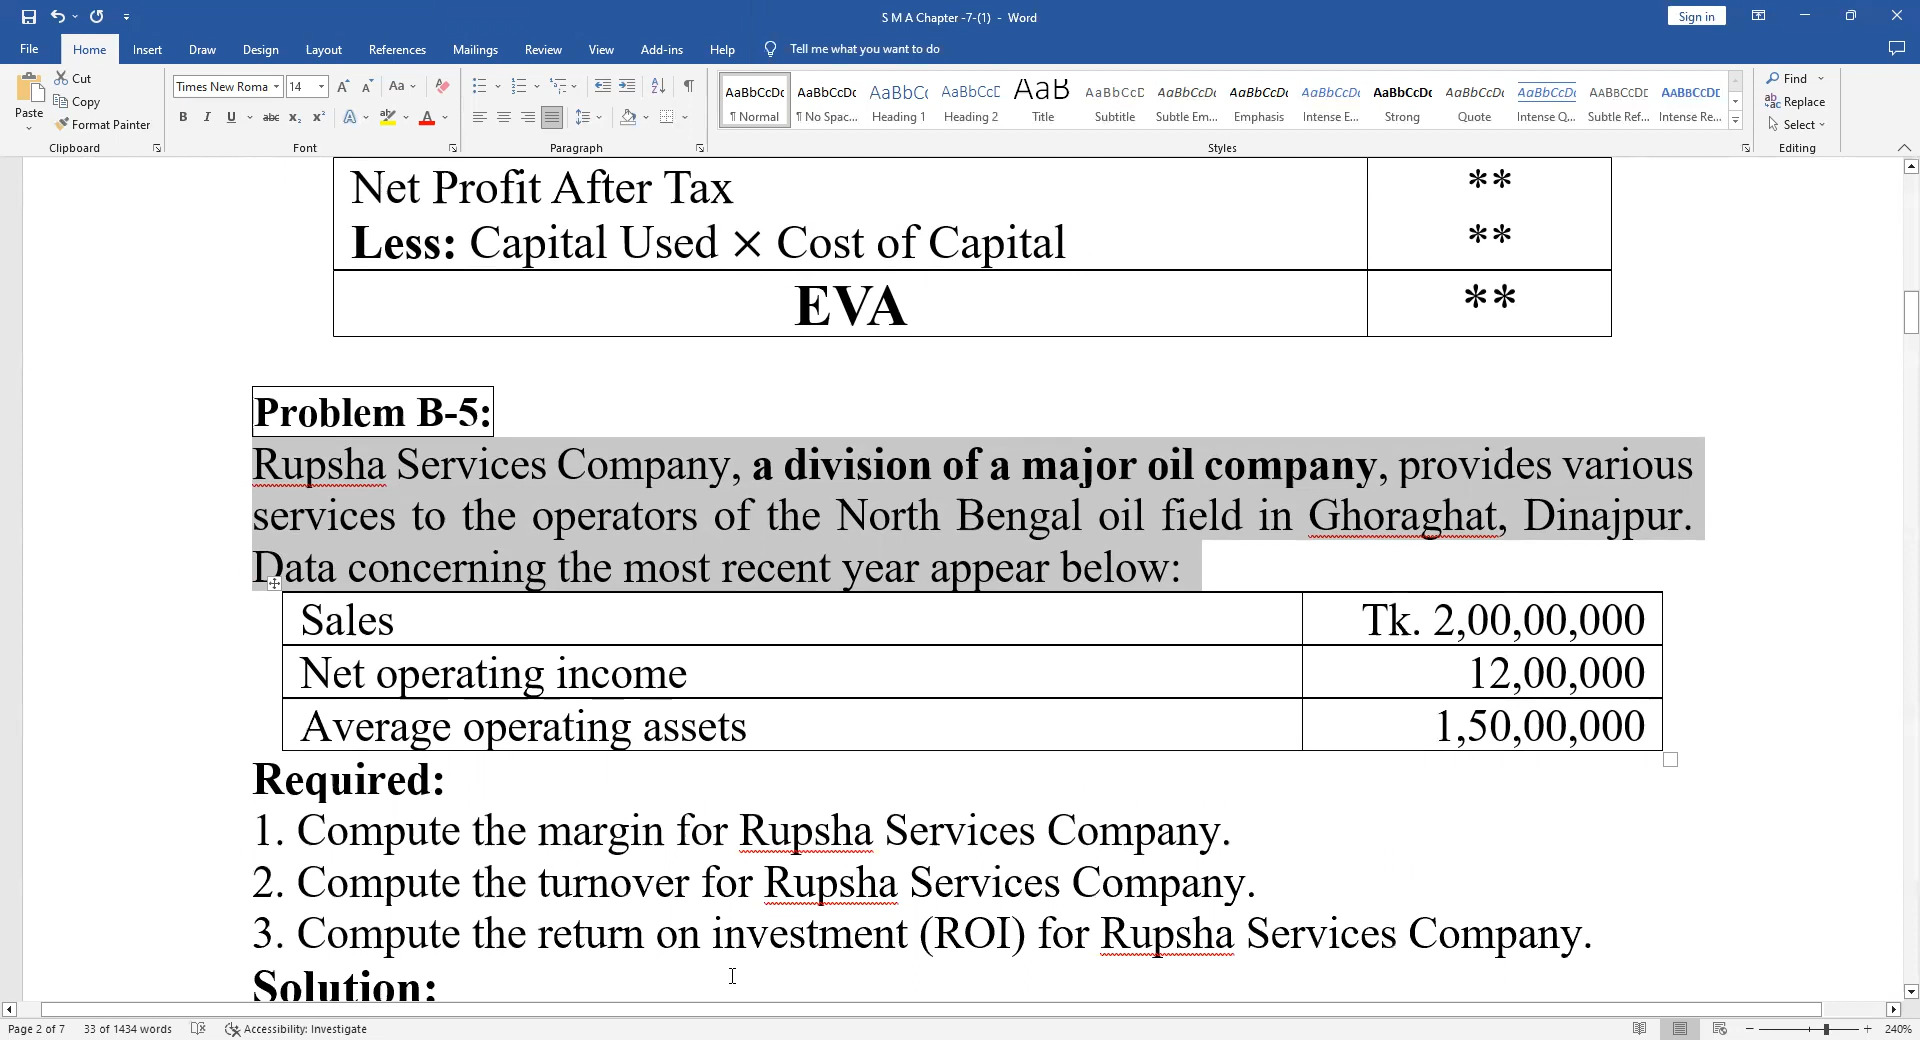 S M A Chapter -7-(1) - Word
Sign in
File Home Insert Draw Design Layout References Mailings Review View Add-ins Help Tell me what you want to do
Paste
Cut
Copy
Format Painter
Clipboard
Times New Roma 14
Font
Paragraph
AaBbCcDc AaBbCcDc AaBbCc AaBbCcD AaB AaBbCcD AaBbCcDc AaBbCcDc AaBbCcDc AaBbCcDc AaBbCcDc AaBbCcDc AaBbCcDd AaBbCcDd
¶ Normal ¶ No Spac... Heading 1 Heading 2 Title Subtitle Subtle Em... Emphasis Intense E... Strong Quote Intense Q... Subtle Ref... Intense Re...
Styles
Find
Replace
Select
Editing
Net Profit After Tax **
Less: Capital Used × Cost of Capital **
EVA **
Problem B-5:
Rupsha Services Company, a division of a major oil company, provides various
services to the operators of the North Bengal oil field in Ghoraghat, Dinajpur.
Data concerning the most recent year appear below:
Sales Tk. 2,00,00,000
Net operating income 12,00,000
Average operating assets 1,50,00,000
Required:
1. Compute the margin for Rupsha Services Company.
2. Compute the turnover for Rupsha Services Company.
3. Compute the return on investment (ROI) for Rupsha Services Company.
Solution:
Page 2 of 7 33 of 1434 words Accessibility: Investigate 240%